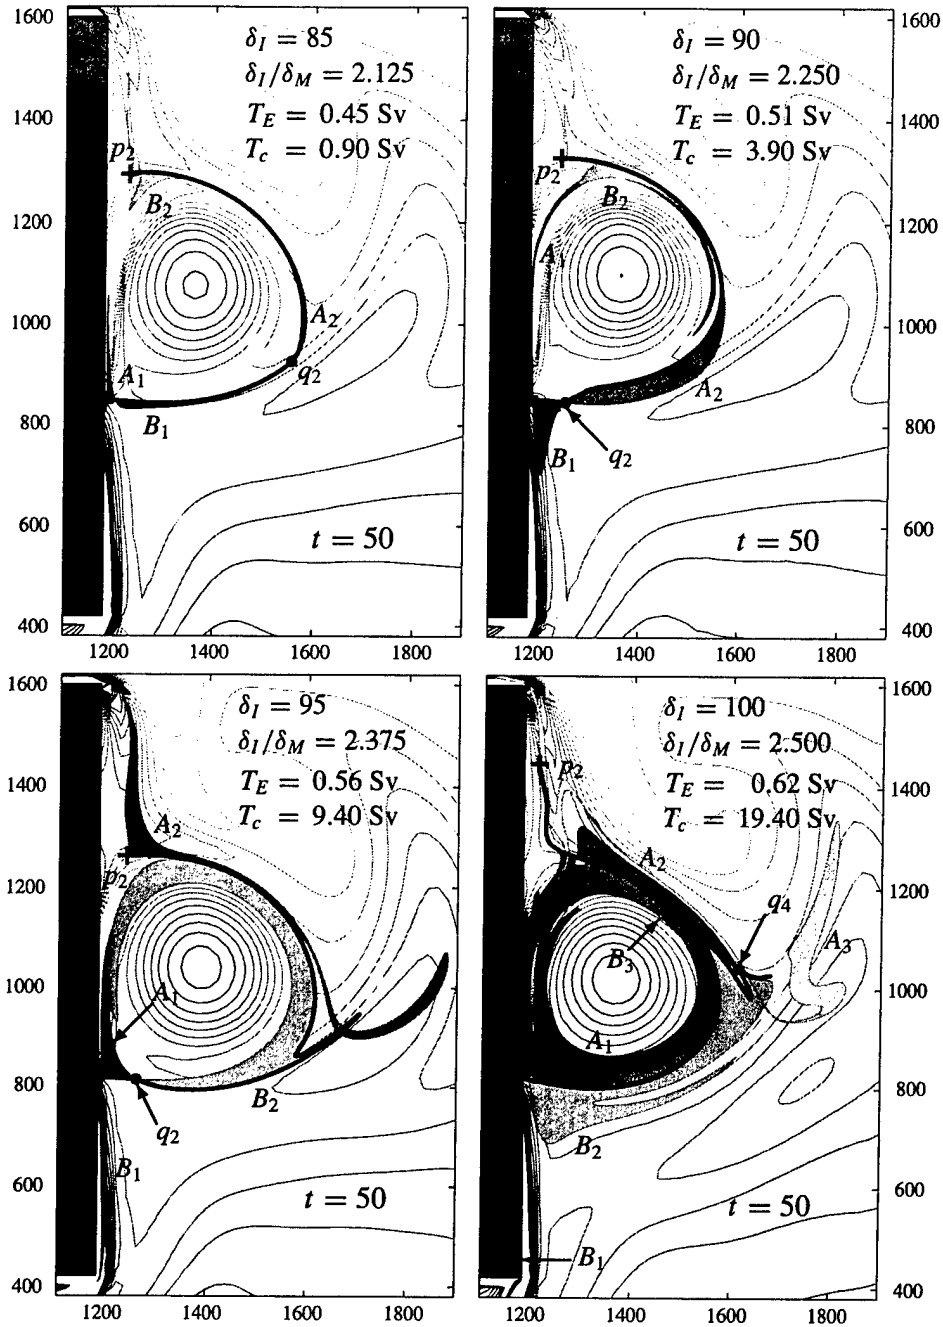 1600
δ_I = 85
δ_I/δ_M = 2.125
T_E = 0.45 Sv
T_c = 0.90 Sv
1400
p_2
B_2
1200
1000
A_2
q_2
A_1
B_1
800
600
t = 50
400
1200 1400 1600 1800
δ_I = 90
δ_I/δ_M = 2.250
T_E = 0.51 Sv
T_c = 3.90 Sv
1600
1400
p_2
B_2
1200
A_1
1000
A_2
800
B_1
q_2
600
t = 50
400
1200 1400 1600 1800
1600
δ_I = 95
δ_I/δ_M = 2.375
T_E = 0.56 Sv
T_c = 9.40 Sv
1400
A_2
p_2
1200
1000
A_1
800
B_2
q_2
B_1
600
t = 50
400
1200 1400 1600 1800
δ_I = 100
δ_I/δ_M = 2.500
T_E = 0.62 Sv
T_c = 19.40 Sv
1600
p_2
1400
A_2
q_4
1200
B_3
A_3
1000
A_1
800
B_2
600
t = 50
B_1
400
1200 1400 1600 1800